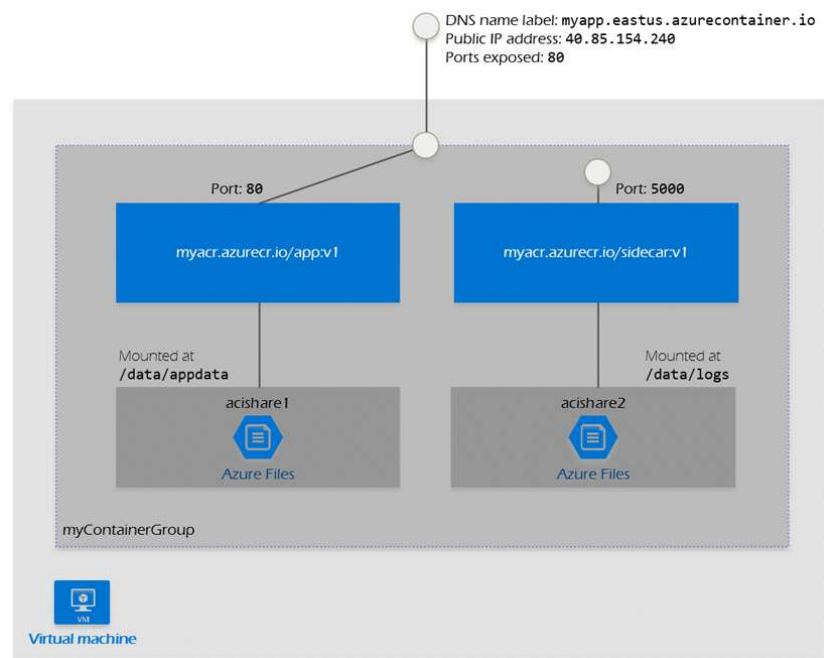 DNS name label: myapp.eastus.azurecontainer.io
Public IP address: 40.85.154.240
Ports exposed: 80
Port: 80
Port: 5000
myacr.azurecr.io/app:v1
myacr.azurecr.io/sidecar:v1
Mounted at
/data/appdata
Mounted at
/data/logs
acishare1
acishare2
Azure Files
Azure Files
myContainerGroup
VM
Virtual machine